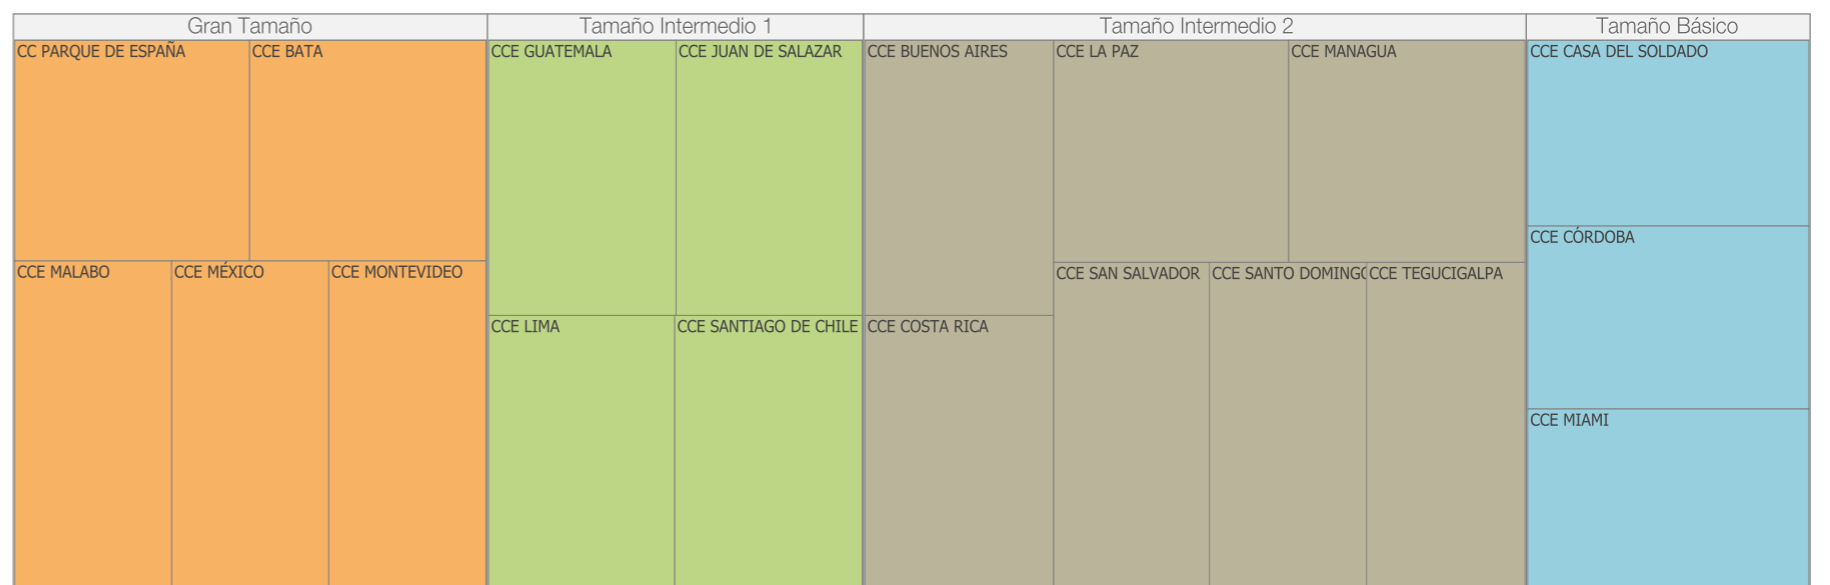 Gran Tamaño
Tamaño Intermedio 1
Tamaño Intermedio 2
Tamaño Básico
CC PARQUE DE ESPAÑA
CCE BATA
CCE GUATEMALA
CCE JUAN DE SALAZAR
CCE BUENOS AIRES
CCE LA PAZ
CCE MANAGUA
CCE CASA DEL SOLDADO
CCE CÓRDOBA
CCE MALABO
CCE MÉXICO
CCE MONTEVIDEO
CCE SAN SALVADOR
CCE SANTO DOMINGO
CCE TEGUCIGALPA
CCE LIMA
CCE SANTIAGO DE CHILE
CCE COSTA RICA
CCE MIAMI